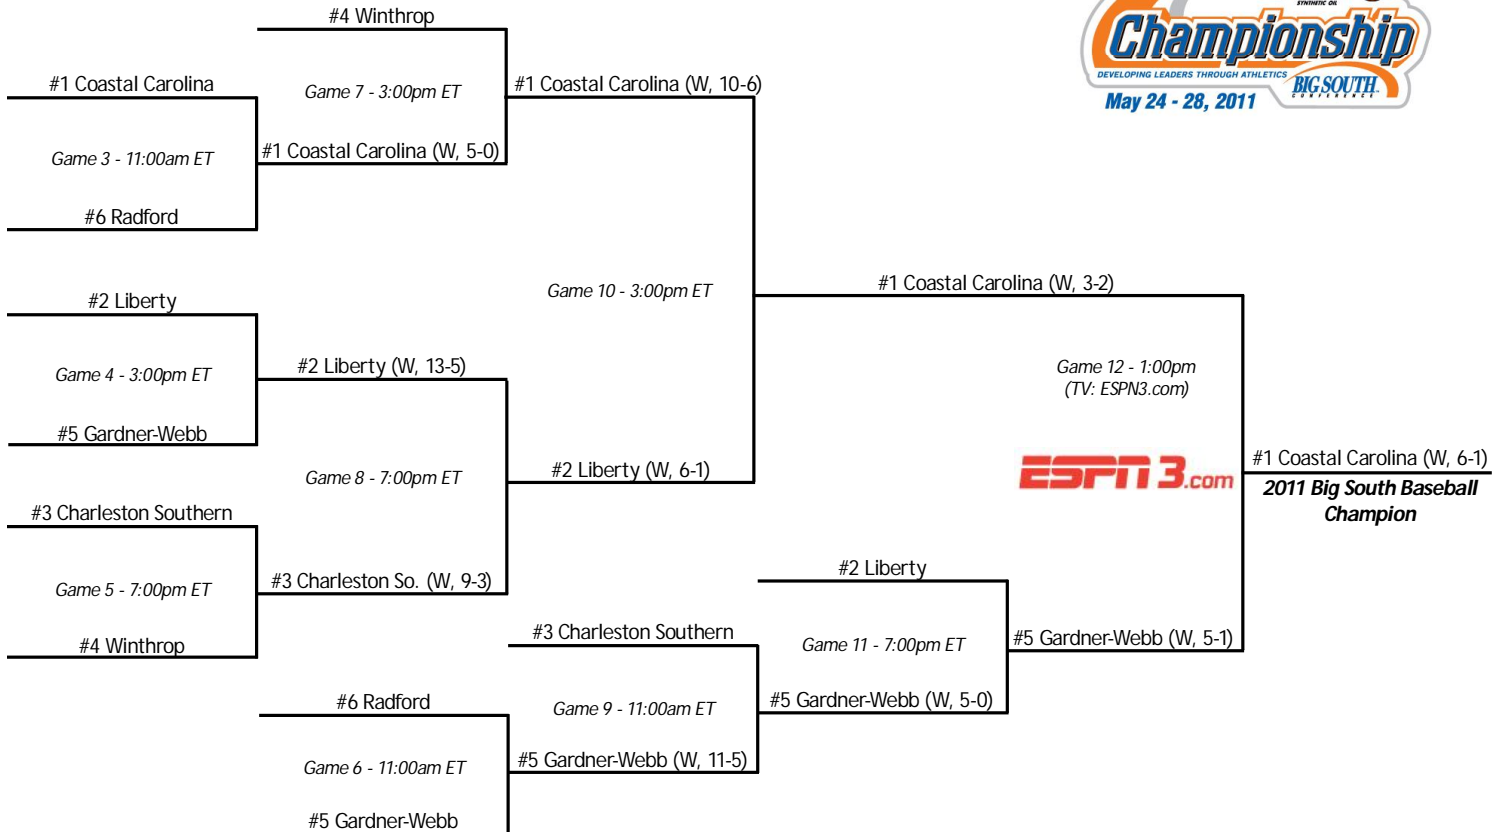 #4 Winthrop
SYNTHETIC OIL
Championship
DEVELOPING LEADERS THROUGH ATHLETICS
BIG SOUTH
CONFERENCE
May 24 - 28, 2011
#1 Coastal Carolina
Game 7 - 3:00pm ET
#1 Coastal Carolina (W, 10-6)
Game 3 - 11:00am ET
#1 Coastal Carolina (W, 5-0)
#6 Radford
#2 Liberty
Game 10 - 3:00pm ET
#1 Coastal Carolina (W, 3-2)
Game 4 - 3:00pm ET
#2 Liberty (W, 13-5)
Game 12 - 1:00pm
(TV: ESPN3.com)
#5 Gardner-Webb
Game 8 - 7:00pm ET
#2 Liberty (W, 6-1)
ESPN3.com
#1 Coastal Carolina (W, 6-1)
2011 Big South Baseball
Champion
#3 Charleston Southern
Game 5 - 7:00pm ET
#3 Charleston So. (W, 9-3)
#2 Liberty
#4 Winthrop
#3 Charleston Southern
Game 11 - 7:00pm ET
#5 Gardner-Webb (W, 5-1)
#6 Radford
Game 9 - 11:00am ET
#5 Gardner-Webb (W, 5-0)
Game 6 - 11:00am ET
#5 Gardner-Webb (W, 11-5)
#5 Gardner-Webb